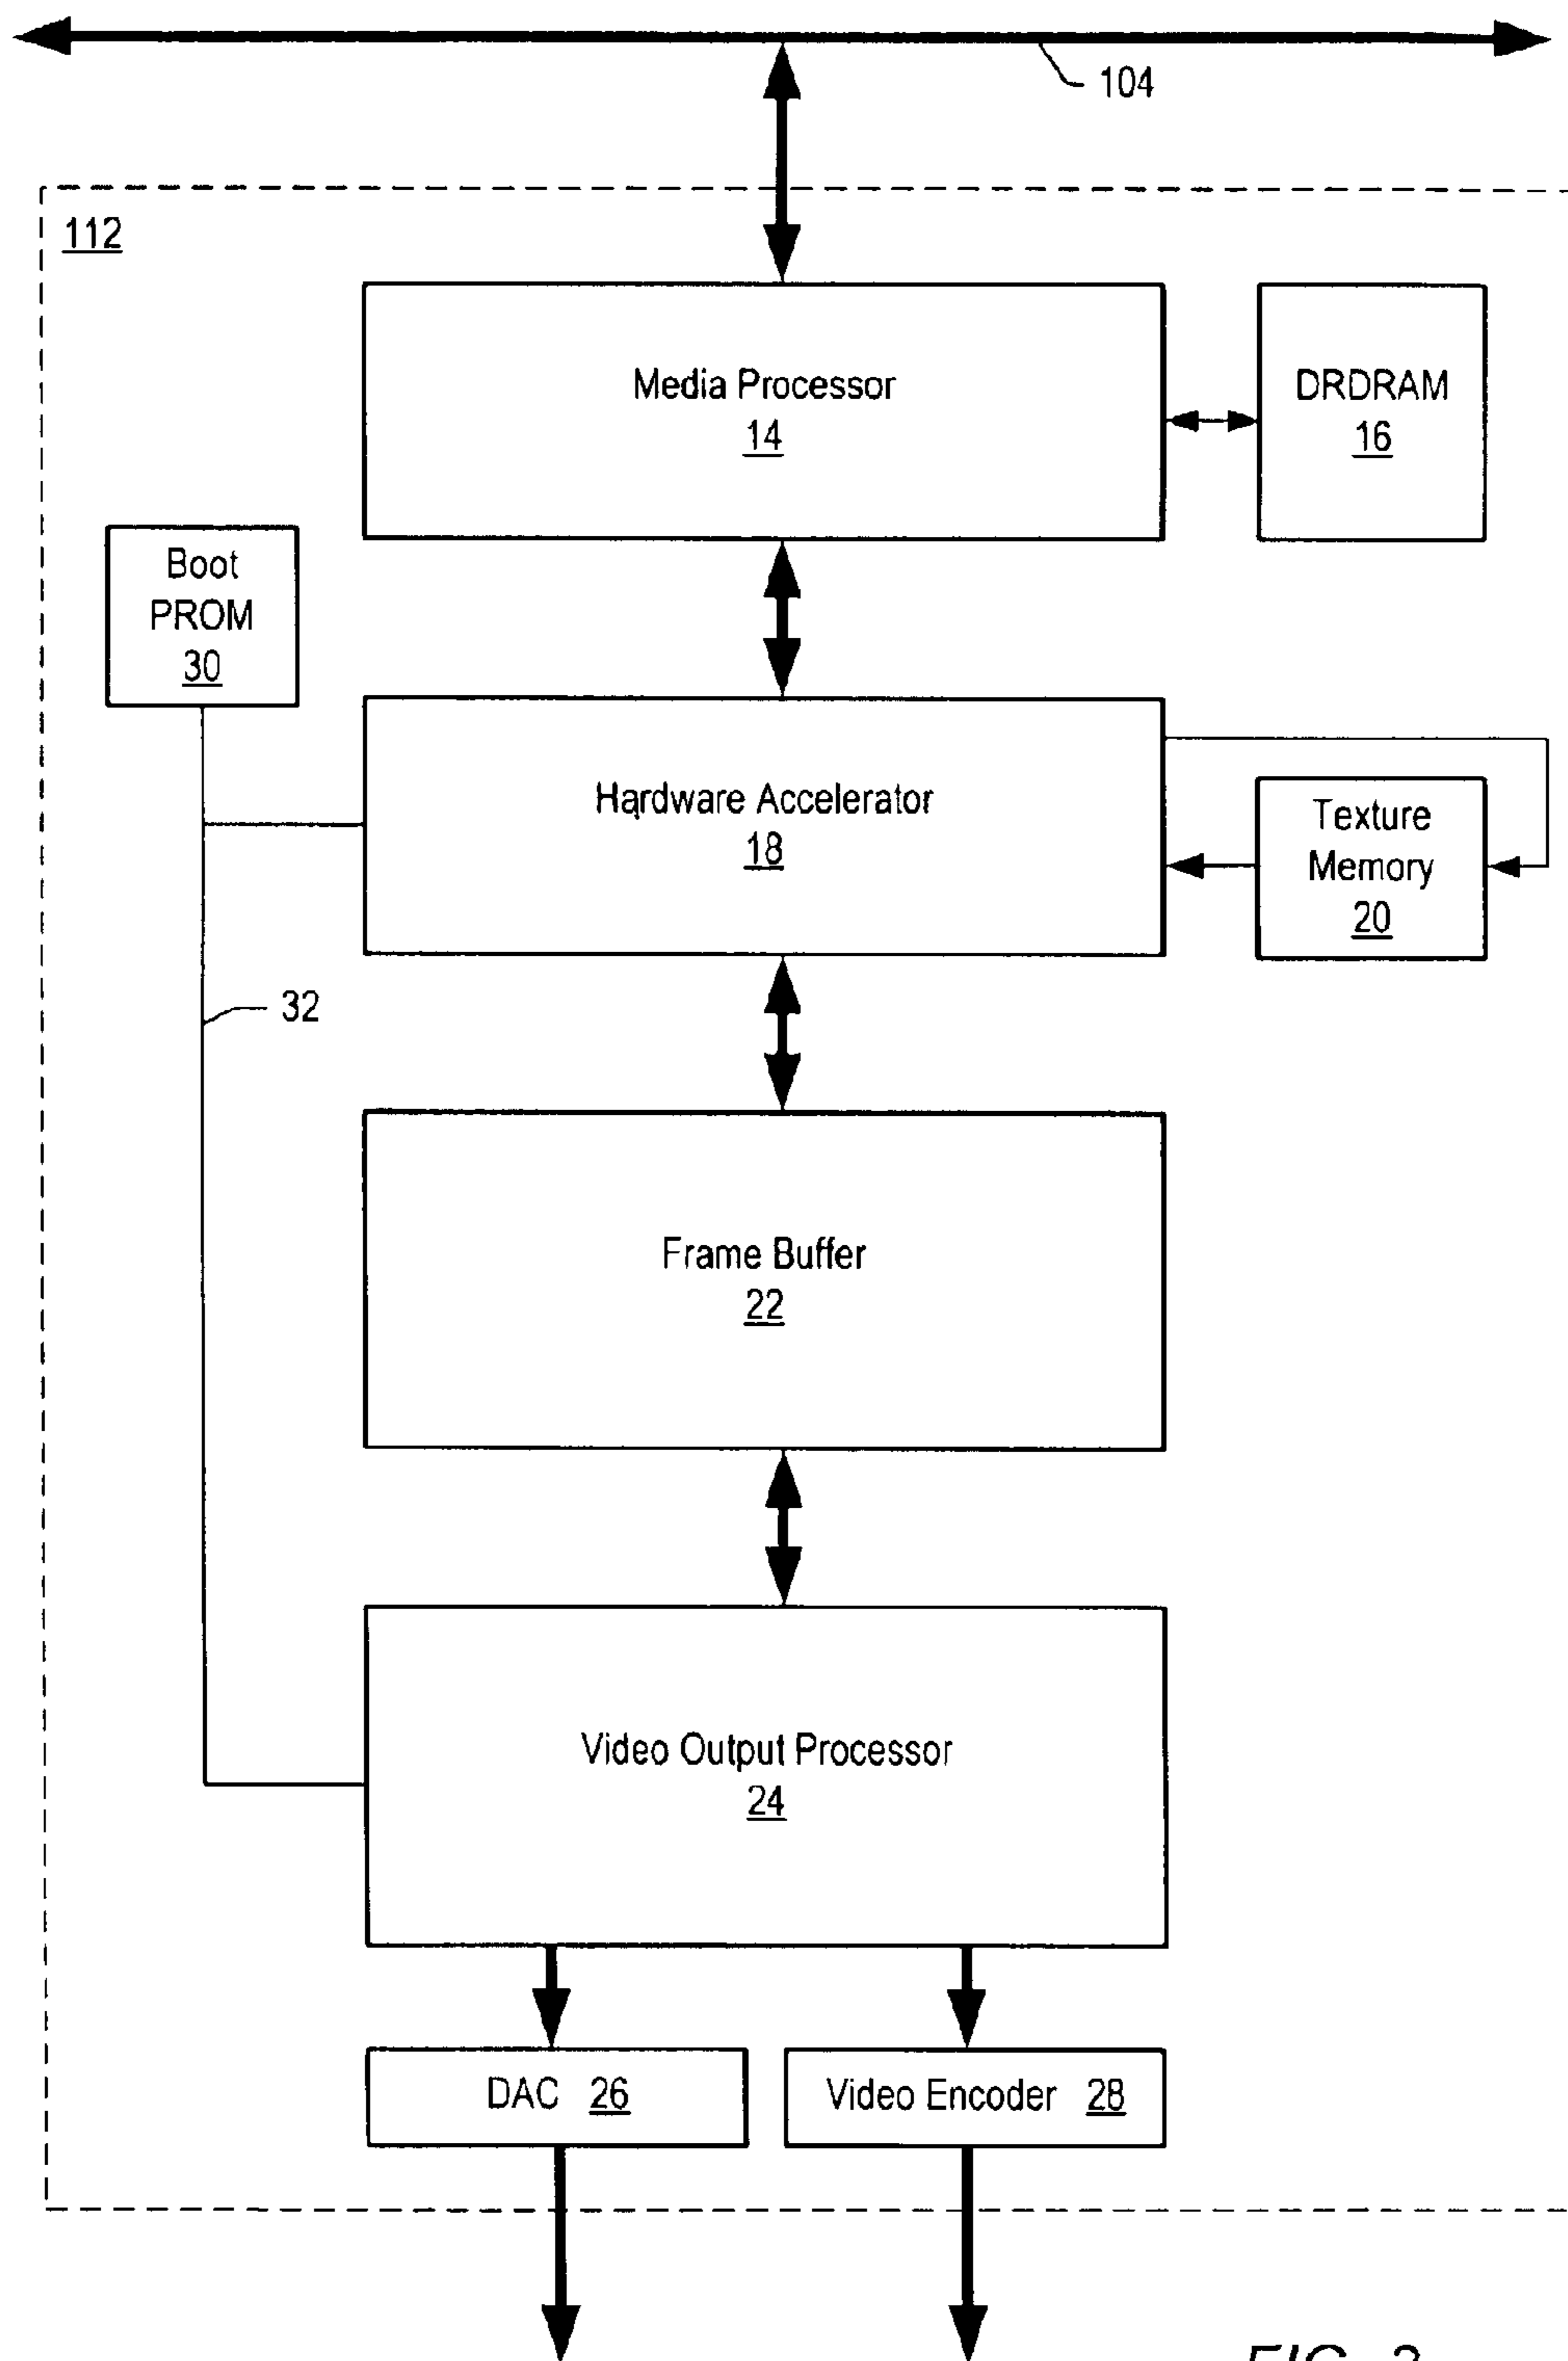 104
112
Media Processor
14
DRDRAM
16
Boot
PROM
30
Hardware Accelerator
18
Texture
Memory
20
32
Frame Buffer
22
Video Output Processor
24
DAC 26
Video Encoder 28
FIG.